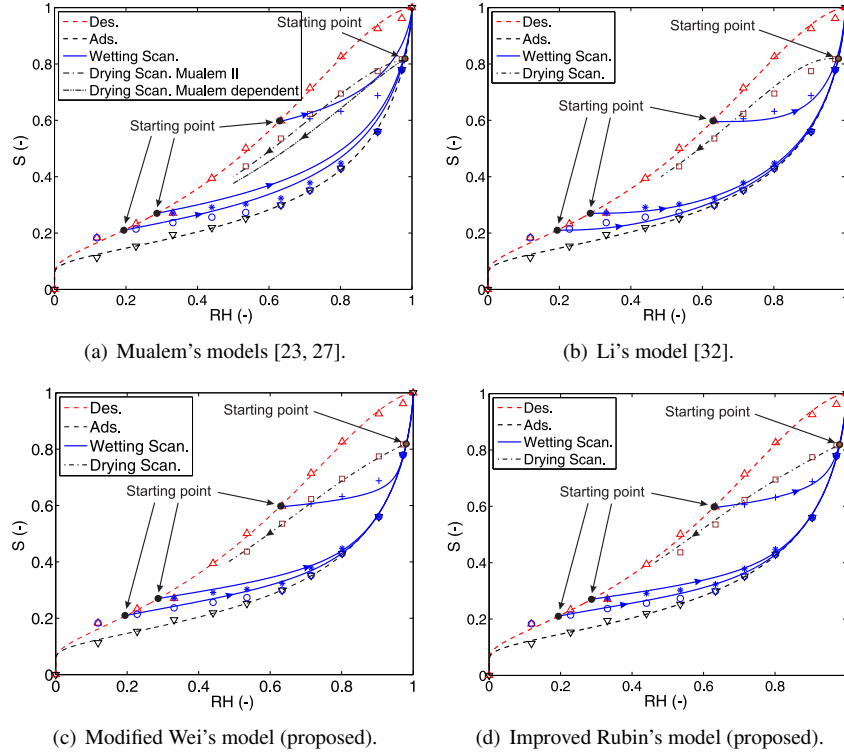 Des.
Ads.
Wetting Scan.
Drying Scan. Mualem II
Drying Scan. Mualem dependent
Starting point
Starting point
S (-)
1
0.8
0.6
0.4
0.2
0
0 0.2 0.4 0.6 0.8 1
RH (-)
(a) Mualem's models [23, 27].
Des.
Ads.
Wetting Scan.
Drying Scan.
Starting point
Starting point
S (-)
1
0.8
0.6
0.4
0.2
0
0 0.2 0.4 0.6 0.8 1
RH (-)
(b) Li's model [32].
Des.
Ads.
Wetting Scan.
Drying Scan.
Starting point
Starting point
S (-)
1
0.8
0.6
0.4
0.2
0
0 0.2 0.4 0.6 0.8 1
RH (-)
(c) Modified Wei's model (proposed).
Des.
Ads.
Wetting Scan.
Drying Scan.
Starting point
Starting point
S (-)
1
0.8
0.6
0.4
0.2
0
0 0.2 0.4 0.6 0.8 1
RH (-)
(d) Improved Rubin's model (proposed).